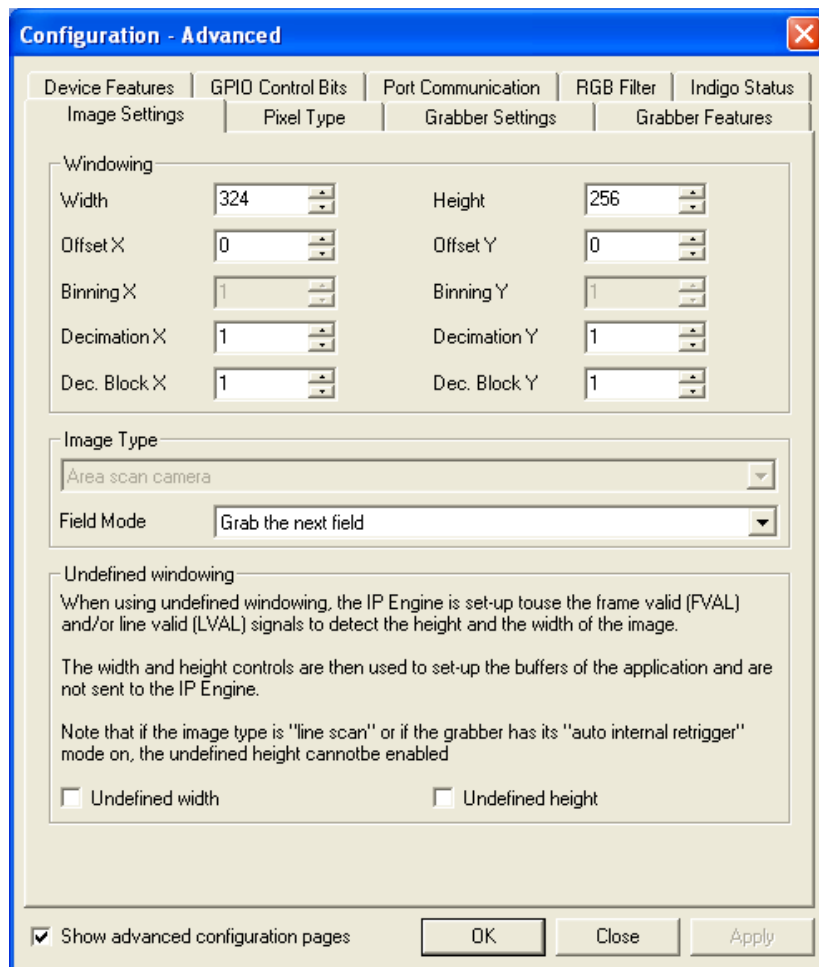 Configuration - Advanced
Device Features GPIO Control Bits Port Communication RGB Filter Indigo Status
Image Settings Pixel Type Grabber Settings Grabber Features
Windowing
Width 324 Height 256
Offset X 0 Offset Y 0
Binning X 1 Binning Y 1
Decimation X 1 Decimation Y 1
Dec. Block X 1 Dec. Block Y 1
Image Type
Area scan camera
Field Mode Grab the next field
Undefined windowing
When using undefined windowing, the IP Engine is set-up touse the frame valid (FVAL)
and/or line valid (LVAL) signals to detect the height and the width of the image.
The width and height controls are then used to set-up the buffers of the application and are
not sent to the IP Engine.
Note that if the image type is "line scan" or if the grabber has its "auto internal retrigger"
mode on, the undefined height cannotbe enabled
Undefined width Undefined height
Show advanced configuration pages OK Close Apply